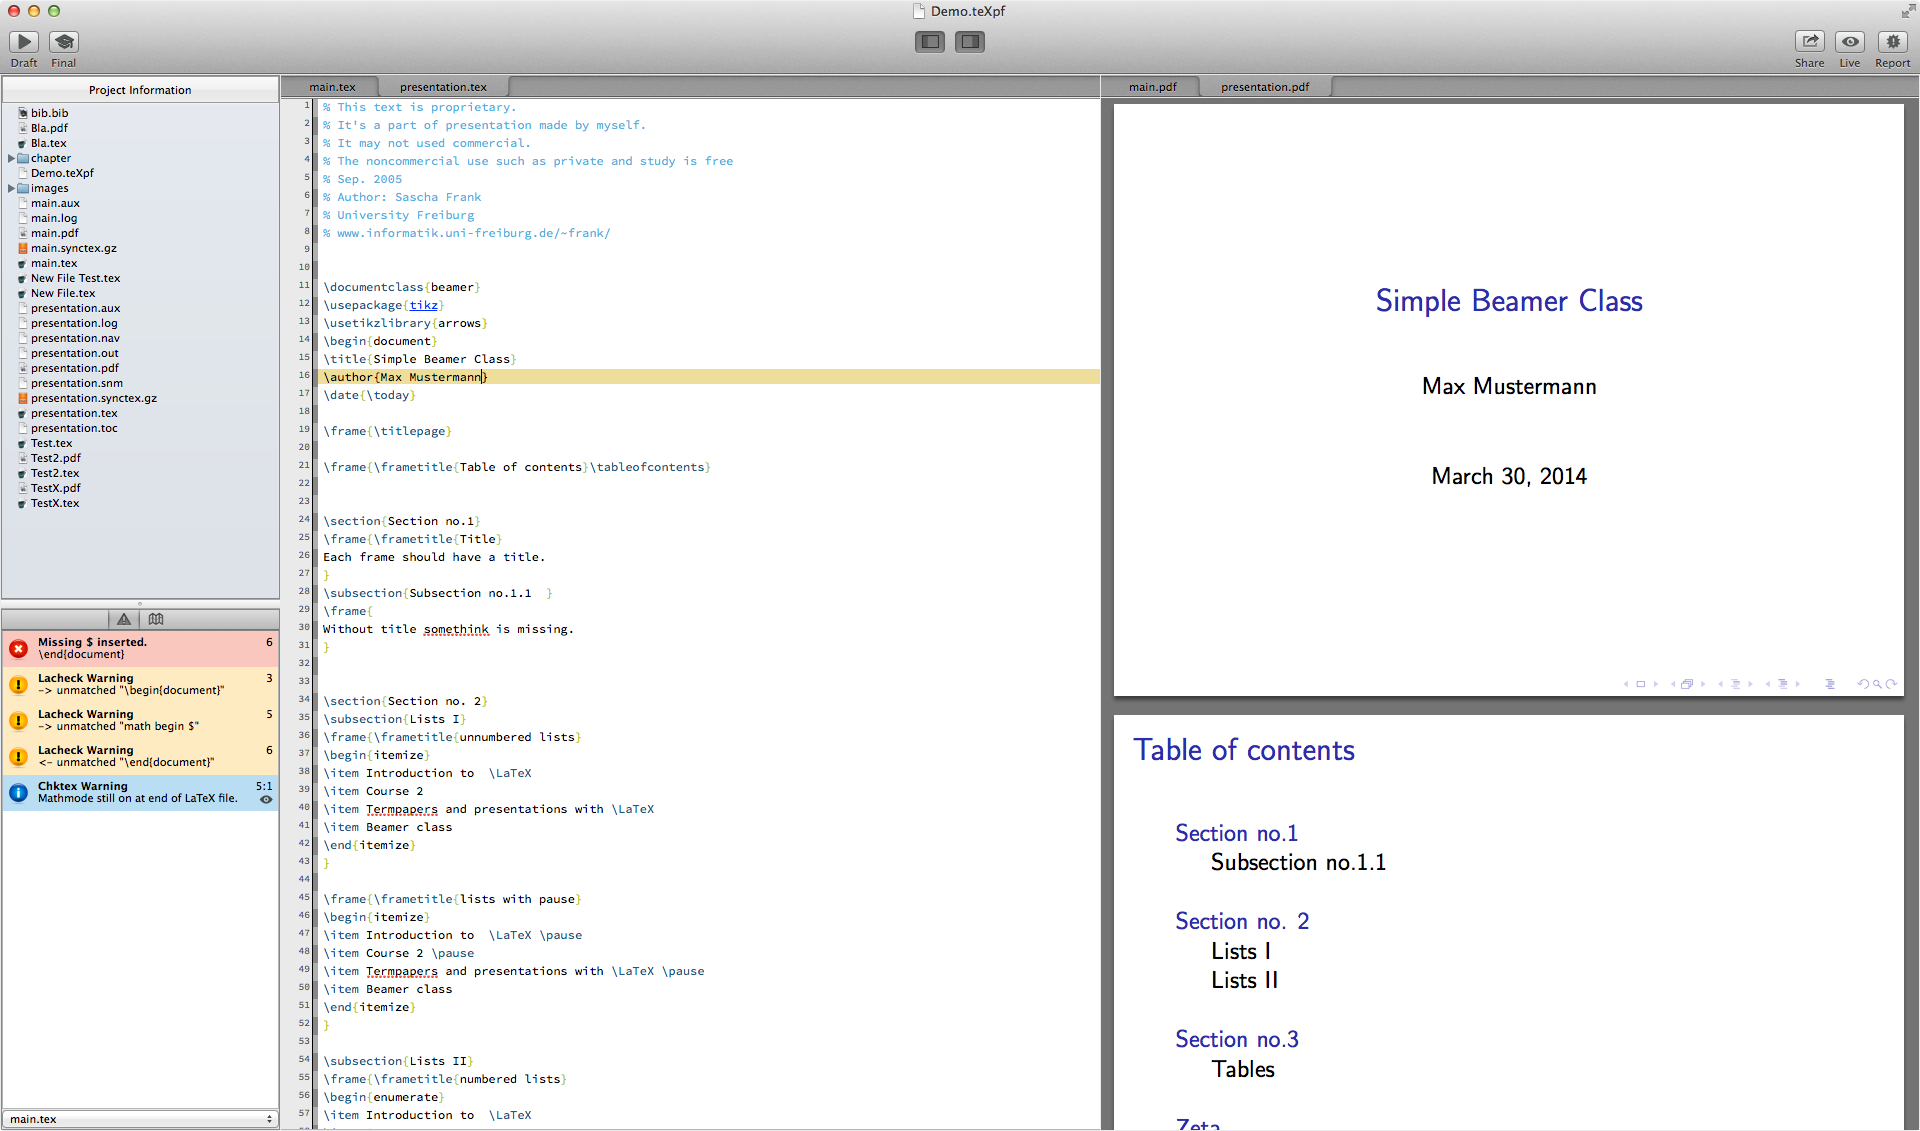 Demo.teXpf
Draft
Final
Share
Live
Report
Project Information
bib.bib
Bla.pdf
Bla.tex
chapter
Demo.teXpf
images
main.aux
main.log
main.pdf
main.synctex.gz
main.tex
New File Test.tex
New File.tex
presentation.aux
presentation.log
presentation.nav
presentation.out
presentation.pdf
presentation.snm
presentation.synctex.gz
presentation.tex
presentation.toc
Test.tex
Test2.pdf
Test2.tex
TestX.pdf
TestX.tex
Missing $ inserted. 6
\end{document}
Lacheck Warning 3
-> unmatched "\begin{document}"
Lacheck Warning 5
-> unmatched "math begin $"
Lacheck Warning 6
<- unmatched "\end{document}"
Chktex Warning 5:1
Mathmode still on at end of LaTeX file.
main.tex
main.tex presentation.tex
1 % This text is proprietary.
2 % It's a part of presentation made by myself.
3 % It may not used commercial.
4 % The noncommercial use such as private and study is free
5 % Sep. 2005
6 % Author: Sascha Frank
7 % University Freiburg
8 % www.informatik.uni-freiburg.de/~frank/
9
10
11 \documentclass{beamer}
12 \usepackage{tikz}
13 \usetikzlibrary{arrows}
14 \begin{document}
15 \title{Simple Beamer Class}
16 \author{Max Mustermann}
17 \date{\today}
18
19 \frame{\titlepage}
20
21 \frame{\frametitle{Table of contents}\tableofcontents}
22
23
24 \section{Section no.1}
25 \frame{\frametitle{Title}
26 Each frame should have a title.
27 }
28 \subsection{Subsection no.1.1  }
29 \frame{
30 Without title somethink is missing.
31 }
32
33
34 \section{Section no. 2}
35 \subsection{Lists I}
36 \frame{\frametitle{unnumbered lists}
37 \begin{itemize}
38 \item Introduction to  \LaTeX
39 \item Course 2
40 \item Termpapers and presentations with \LaTeX
41 \item Beamer class
42 \end{itemize}
43 }
44
45 \frame{\frametitle{lists with pause}
46 \begin{itemize}
47 \item Introduction to  \LaTeX \pause
48 \item Course 2 \pause
49 \item Termpapers and presentations with \LaTeX \pause
50 \item Beamer class
51 \end{itemize}
52 }
53
54 \subsection{Lists II}
55 \frame{\frametitle{numbered lists}
56 \begin{enumerate}
57 \item Introduction to  \LaTeX
main.pdf presentation.pdf
Simple Beamer Class
Max Mustermann
March 30, 2014
Table of contents
Section no.1
Subsection no.1.1
Section no. 2
Lists I
Lists II
Section no.3
Tables
Zeta